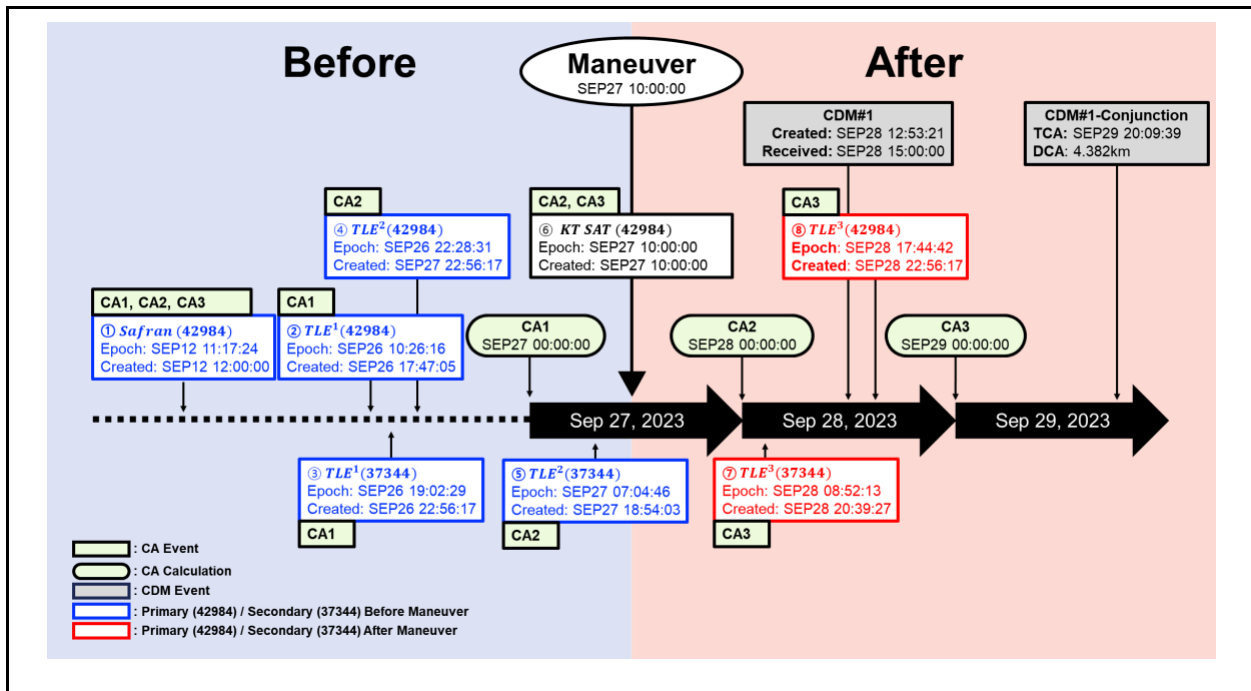 Before
Maneuver
SEP27 10:00:00
After
CDM#1
Created: SEP28 12:53:21
Received: SEP28 15:00:00
CDM#1-Conjunction
TCA: SEP29 20:09:39
DCA: 4.382km
CA2
④ TLE²(42984)
Epoch: SEP26 22:28:31
Created: SEP27 22:56:17
CA2, CA3
⑥ KT SAT (42984)
Epoch: SEP27 10:00:00
Created: SEP27 10:00:00
CA3
⑧ TLE³(42984)
Epoch: SEP28 17:44:42
Created: SEP28 22:56:17
CA1, CA2, CA3
① Safran (42984)
Epoch: SEP12 11:17:24
Created: SEP12 12:00:00
CA1
② TLE¹(42984)
Epoch: SEP26 10:26:16
Created: SEP26 17:47:05
CA1
SEP27 00:00:00
CA2
SEP28 00:00:00
CA3
SEP29 00:00:00
Sep 27, 2023
Sep 28, 2023
Sep 29, 2023
③ TLE¹(37344)
Epoch: SEP26 19:02:29
Created: SEP26 22:56:17
CA1
⑤ TLE²(37344)
Epoch: SEP27 07:04:46
Created: SEP27 18:54:03
CA2
⑦ TLE³(37344)
Epoch: SEP28 08:52:13
Created: SEP28 20:39:27
CA3
: CA Event
: CA Calculation
: CDM Event
: Primary (42984) / Secondary (37344) Before Maneuver
: Primary (42984) / Secondary (37344) After Maneuver